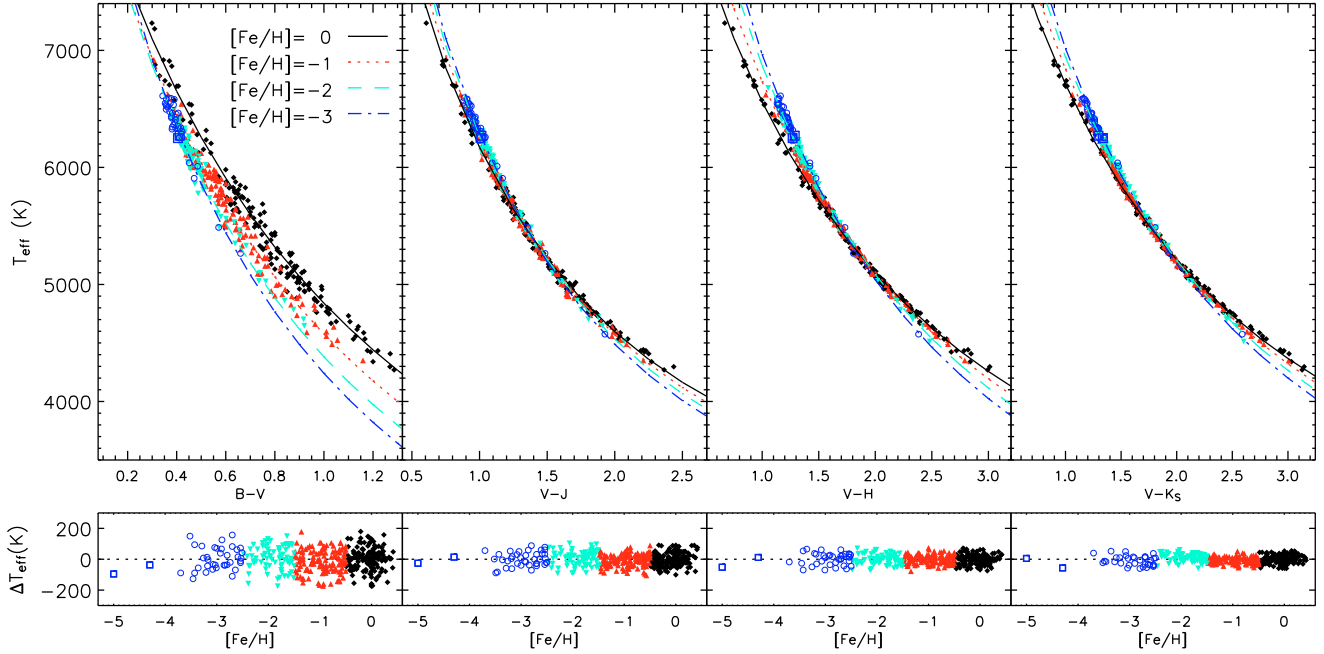 [Fe/H]= 0
[Fe/H]=−1
[Fe/H]=−2
[Fe/H]=−3
7000
6000
5000
4000
T_eff (K)
0.2 0.4 0.6 0.8 1.0 1.2
B−V
0.5 1.0 1.5 2.0 2.5
V−J
1.0 1.5 2.0 2.5 3.0
V−H
1.0 1.5 2.0 2.5 3.0
V−K_S
200
0
−200
ΔT_eff(K)
−5 −4 −3 −2 −1 0
[Fe/H]
−5 −4 −3 −2 −1 0
[Fe/H]
−5 −4 −3 −2 −1 0
[Fe/H]
−5 −4 −3 −2 −1 0
[Fe/H]